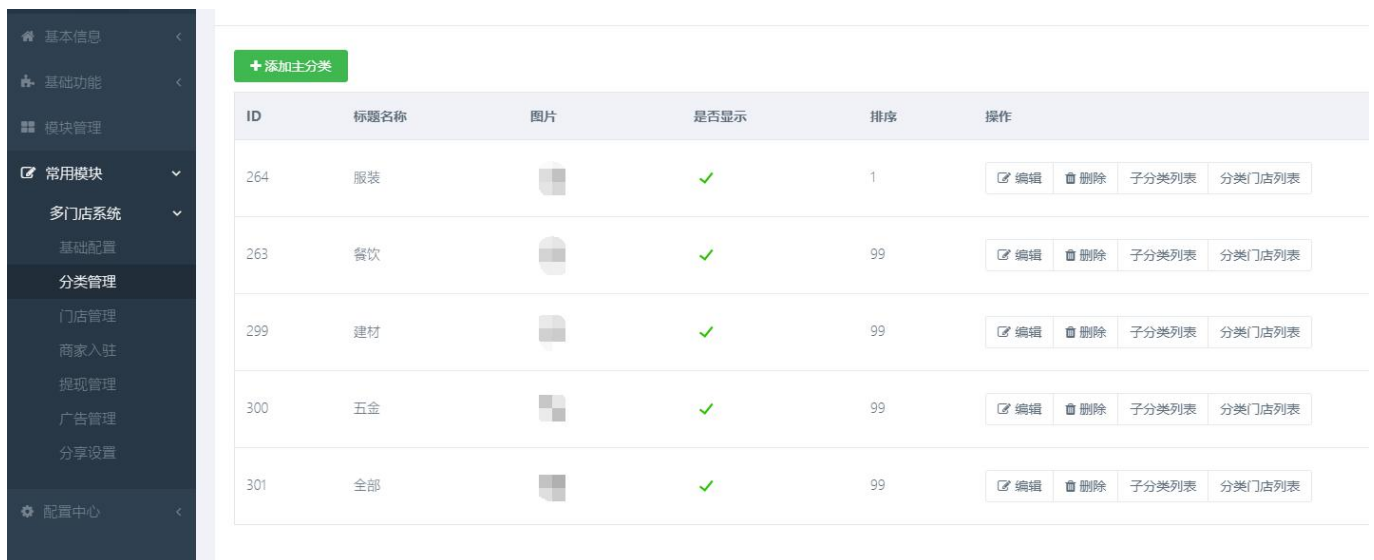 基本信息
基础功能
模块管理
常用模块
多门店系统
基础配置
分类管理
门店管理
商家入驻
提现管理
广告管理
分享设置
配置中心
添加主分类
ID 标题名称 图片 是否显示 排序 操作
264 服装 1 编辑 删除 子分类列表 分类门店列表
263 餐饮 99 编辑 删除 子分类列表 分类门店列表
299 建材 99 编辑 删除 子分类列表 分类门店列表
300 五金 99 编辑 删除 子分类列表 分类门店列表
301 全部 99 编辑 删除 子分类列表 分类门店列表